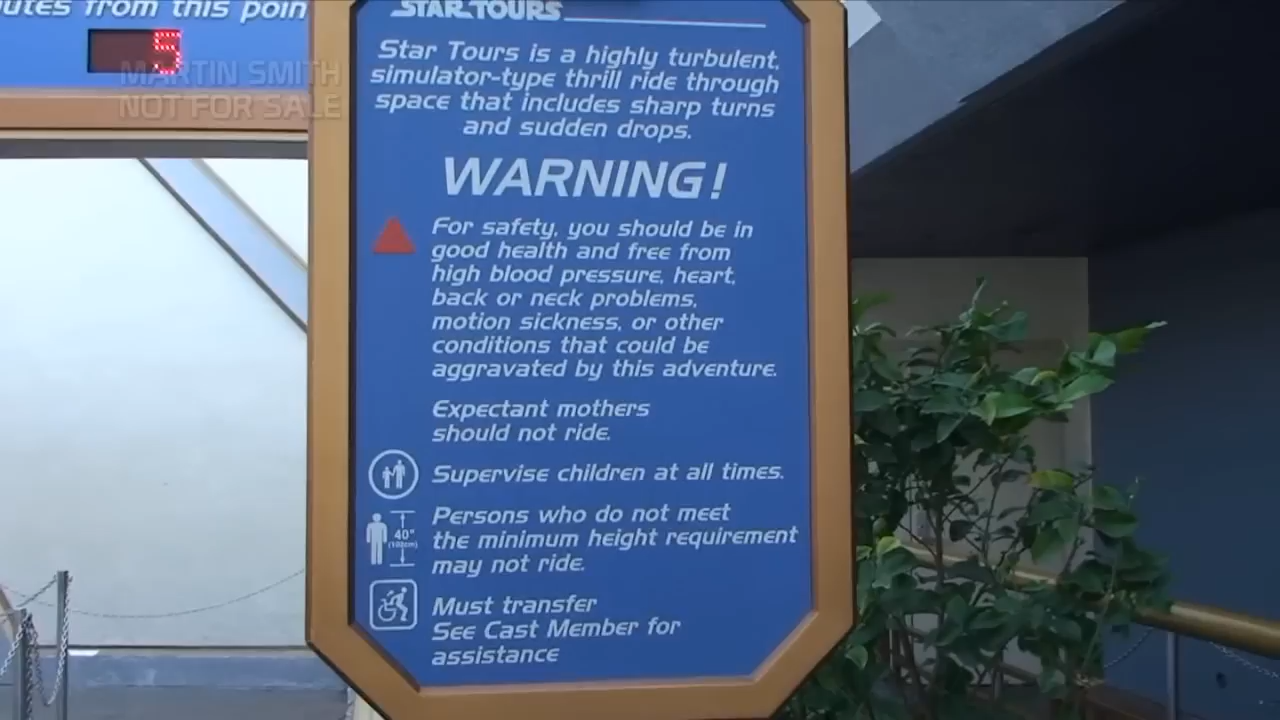 utes from this poin
5
MARTIN SMITH
NOT FOR SALE
STAR TOURS
Star Tours is a highly turbulent,
simulator-type thrill ride through
space that includes sharp turns
and sudden drops.
WARNING!
For safety, you should be in
good health and free from
high blood pressure, heart,
back or neck problems,
motion sickness, or other
conditions that could be
aggravated by this adventure.
Expectant mothers
should not ride.
Supervise children at all times.
Persons who do not meet
the minimum height requirement
may not ride.
40"
(102cm)
Must transfer
See Cast Member for
assistance